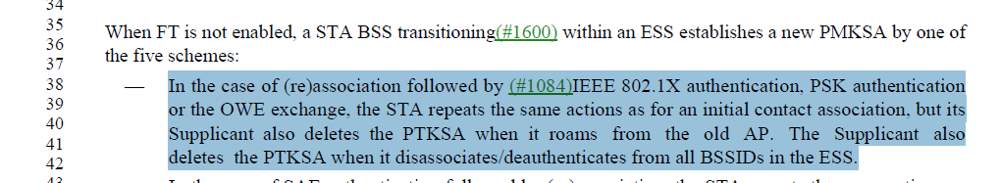 34
35 When FT is not enabled, a STA BSS transitioning(#1600) within an ESS establishes a new PMKSA by one of
36
37 the five schemes:
38 — In the case of (re)association followed by (#1084)IEEE 802.1X authentication, PSK authentication
39 or the OWE exchange, the STA repeats the same actions as for an initial contact association, but its
40 Supplicant also deletes the PTKSA when it roams from the old AP. The Supplicant also
41
42 deletes the PTKSA when it disassociates/deauthenticates from all BSSIDs in the ESS.